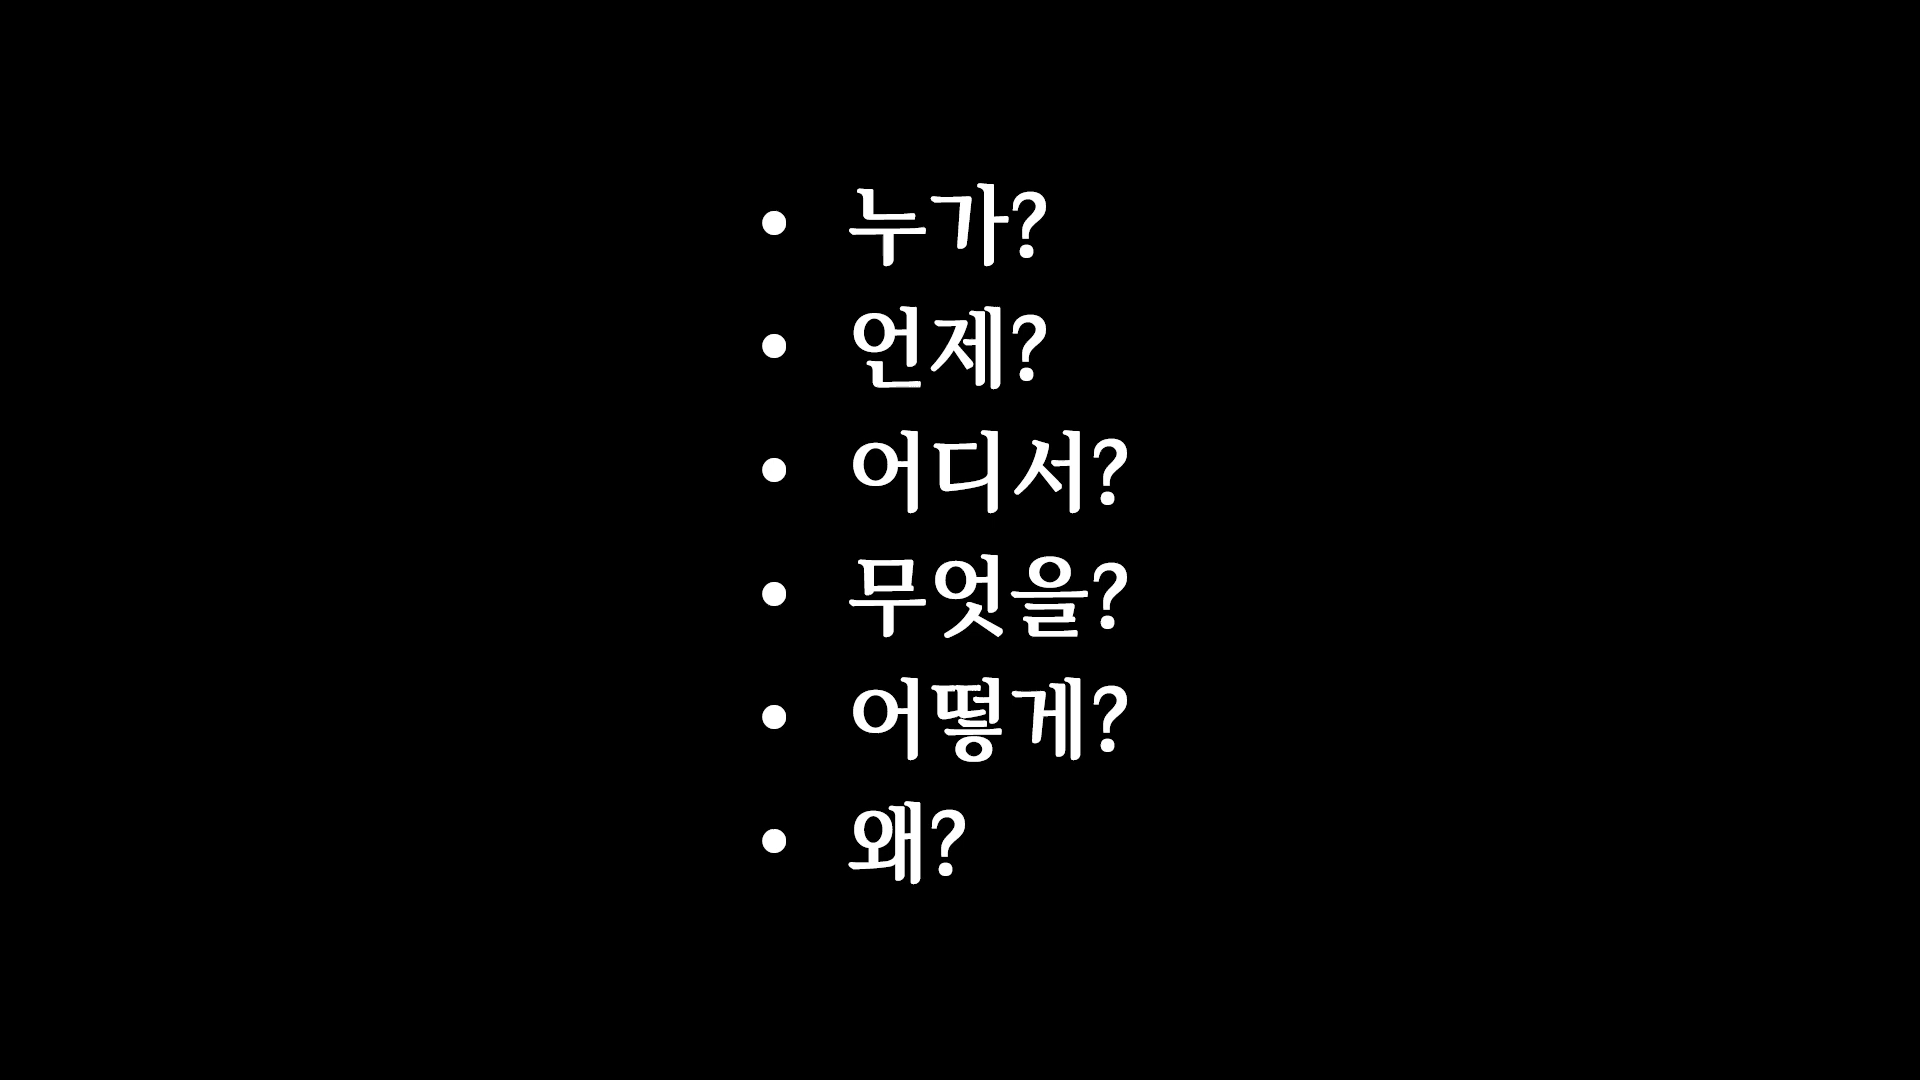 • 누가?
• 언제?
• 어디서?
• 무엇을?
• 어떻게?
• 왜?